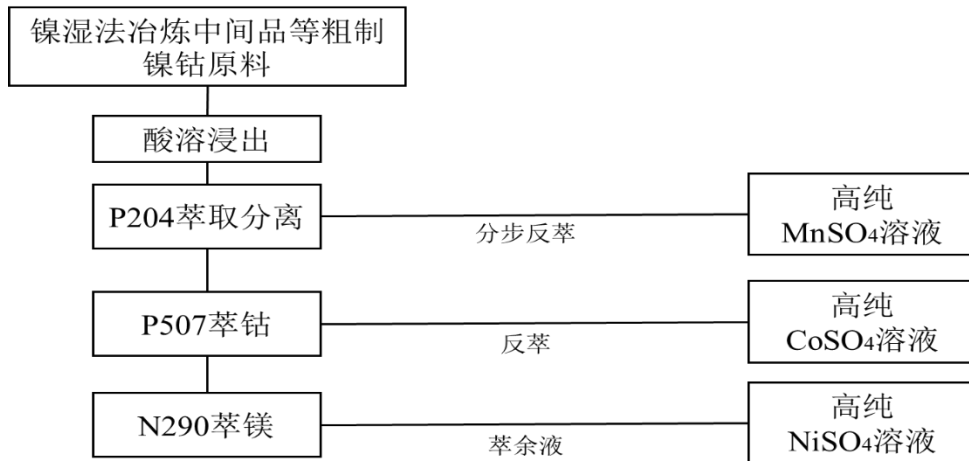 镍湿法冶炼中间品等粗制
镍钴原料
酸溶浸出
P204萃取分离
分步反萃
高纯
MnSO₄溶液
P507萃钴
反萃
高纯
CoSO₄溶液
N290萃镁
萃余液
高纯
NiSO₄溶液